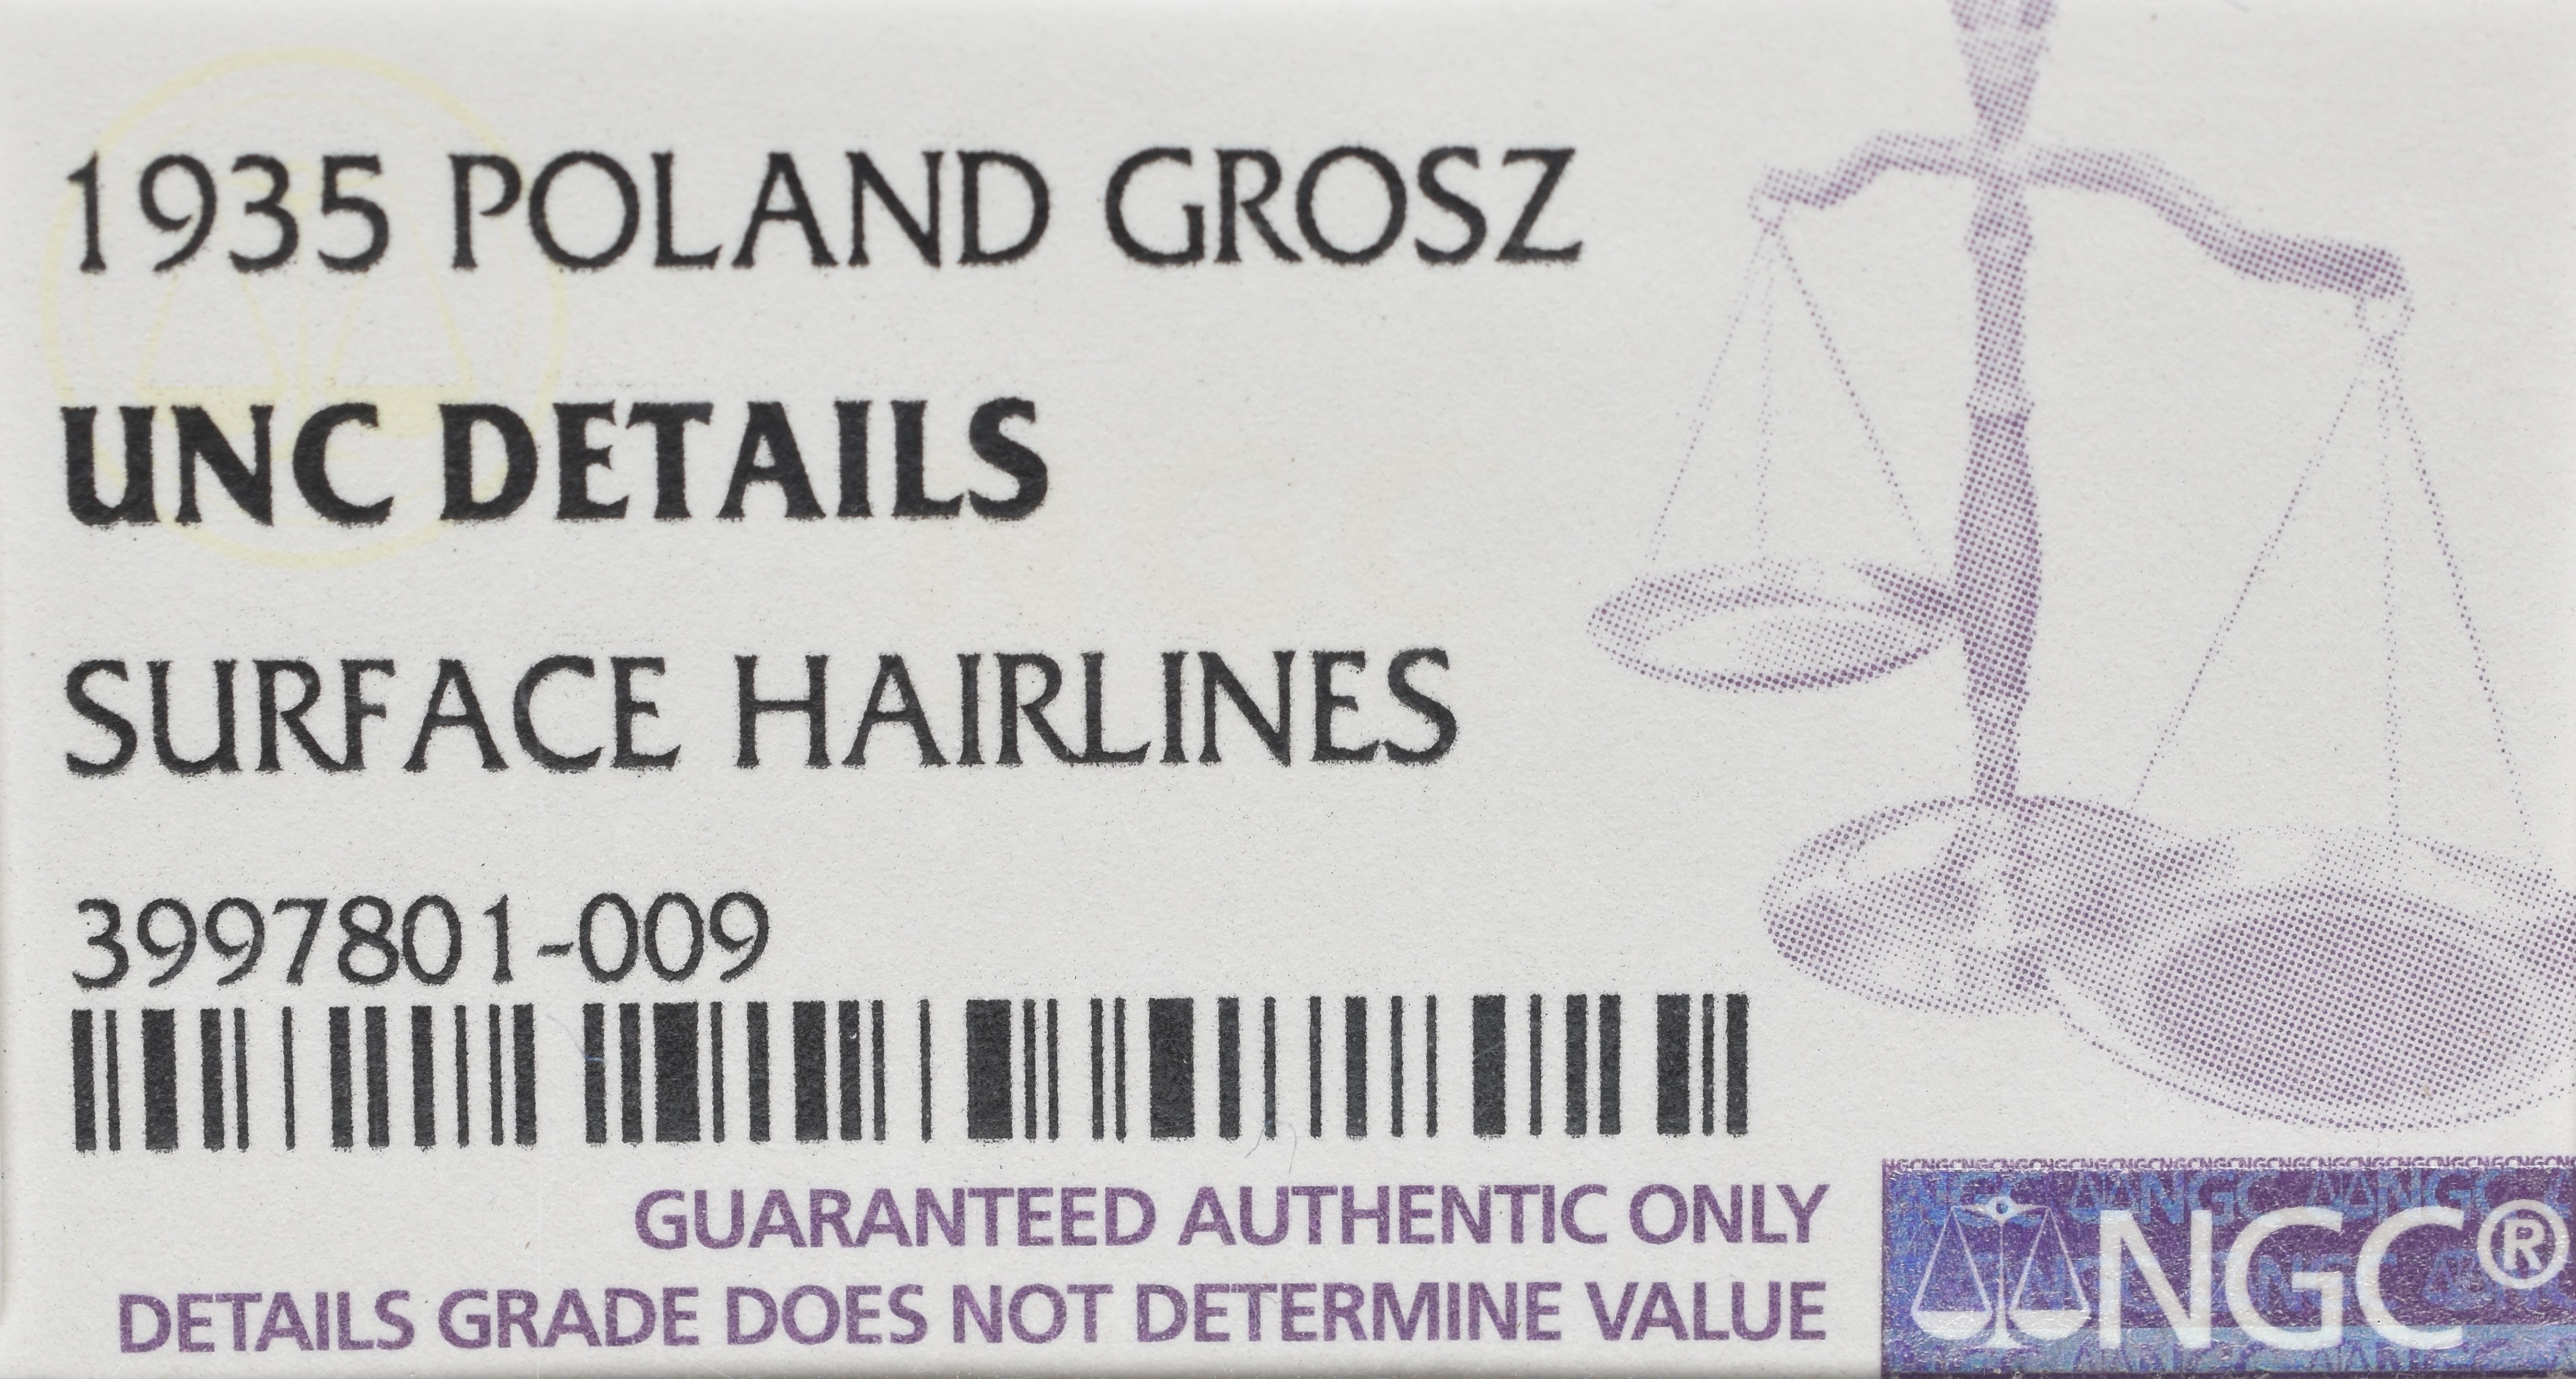 1935 POLAND GROSZ
UNC DETAILS
SURFACE HAIRLINES
3997801-009
GUARANTEED AUTHENTIC ONLY
DETAILS GRADE DOES NOT DETERMINE VALUE
NGC®